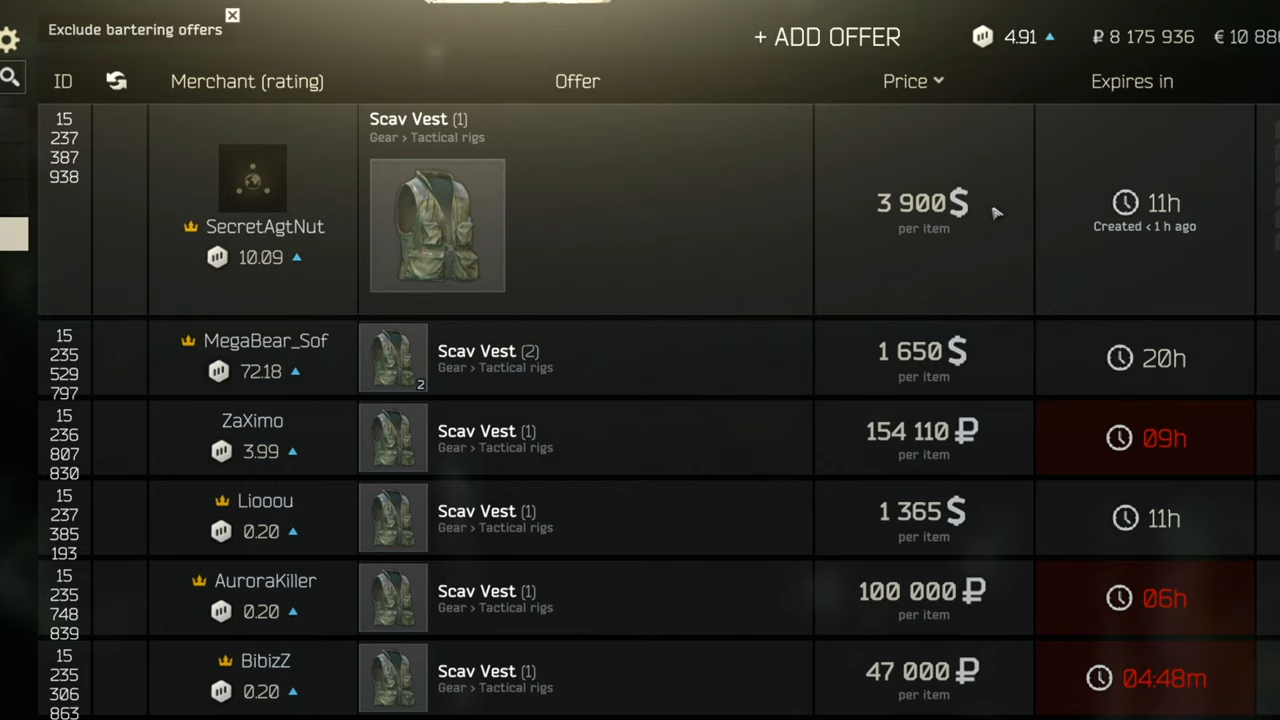 Exclude bartering offers
+ ADD OFFER
4.91
₽ 8 175 936
€ 10 88
ID
Merchant (rating)
Offer
Price
Expires in
15
237
387
938
SecretAgtNut
10.09
Scav Vest (1)
Gear > Tactical rigs
3 900$
per item
11h
Created < 1 h ago
15
235
529
797
MegaBear_Sof
72.18
2
Scav Vest (2)
Gear > Tactical rigs
1 650$
per item
20h
15
236
807
830
ZaXimo
3.99
Scav Vest (1)
Gear > Tactical rigs
154 110₽
per item
09h
15
237
385
193
Liooou
0.20
Scav Vest (1)
Gear > Tactical rigs
1 365$
per item
11h
15
235
748
839
AuroraKiller
0.20
Scav Vest (1)
Gear > Tactical rigs
100 000₽
per item
06h
15
235
306
863
BibizZ
0.20
Scav Vest (1)
Gear > Tactical rigs
47 000₽
per item
04:48m